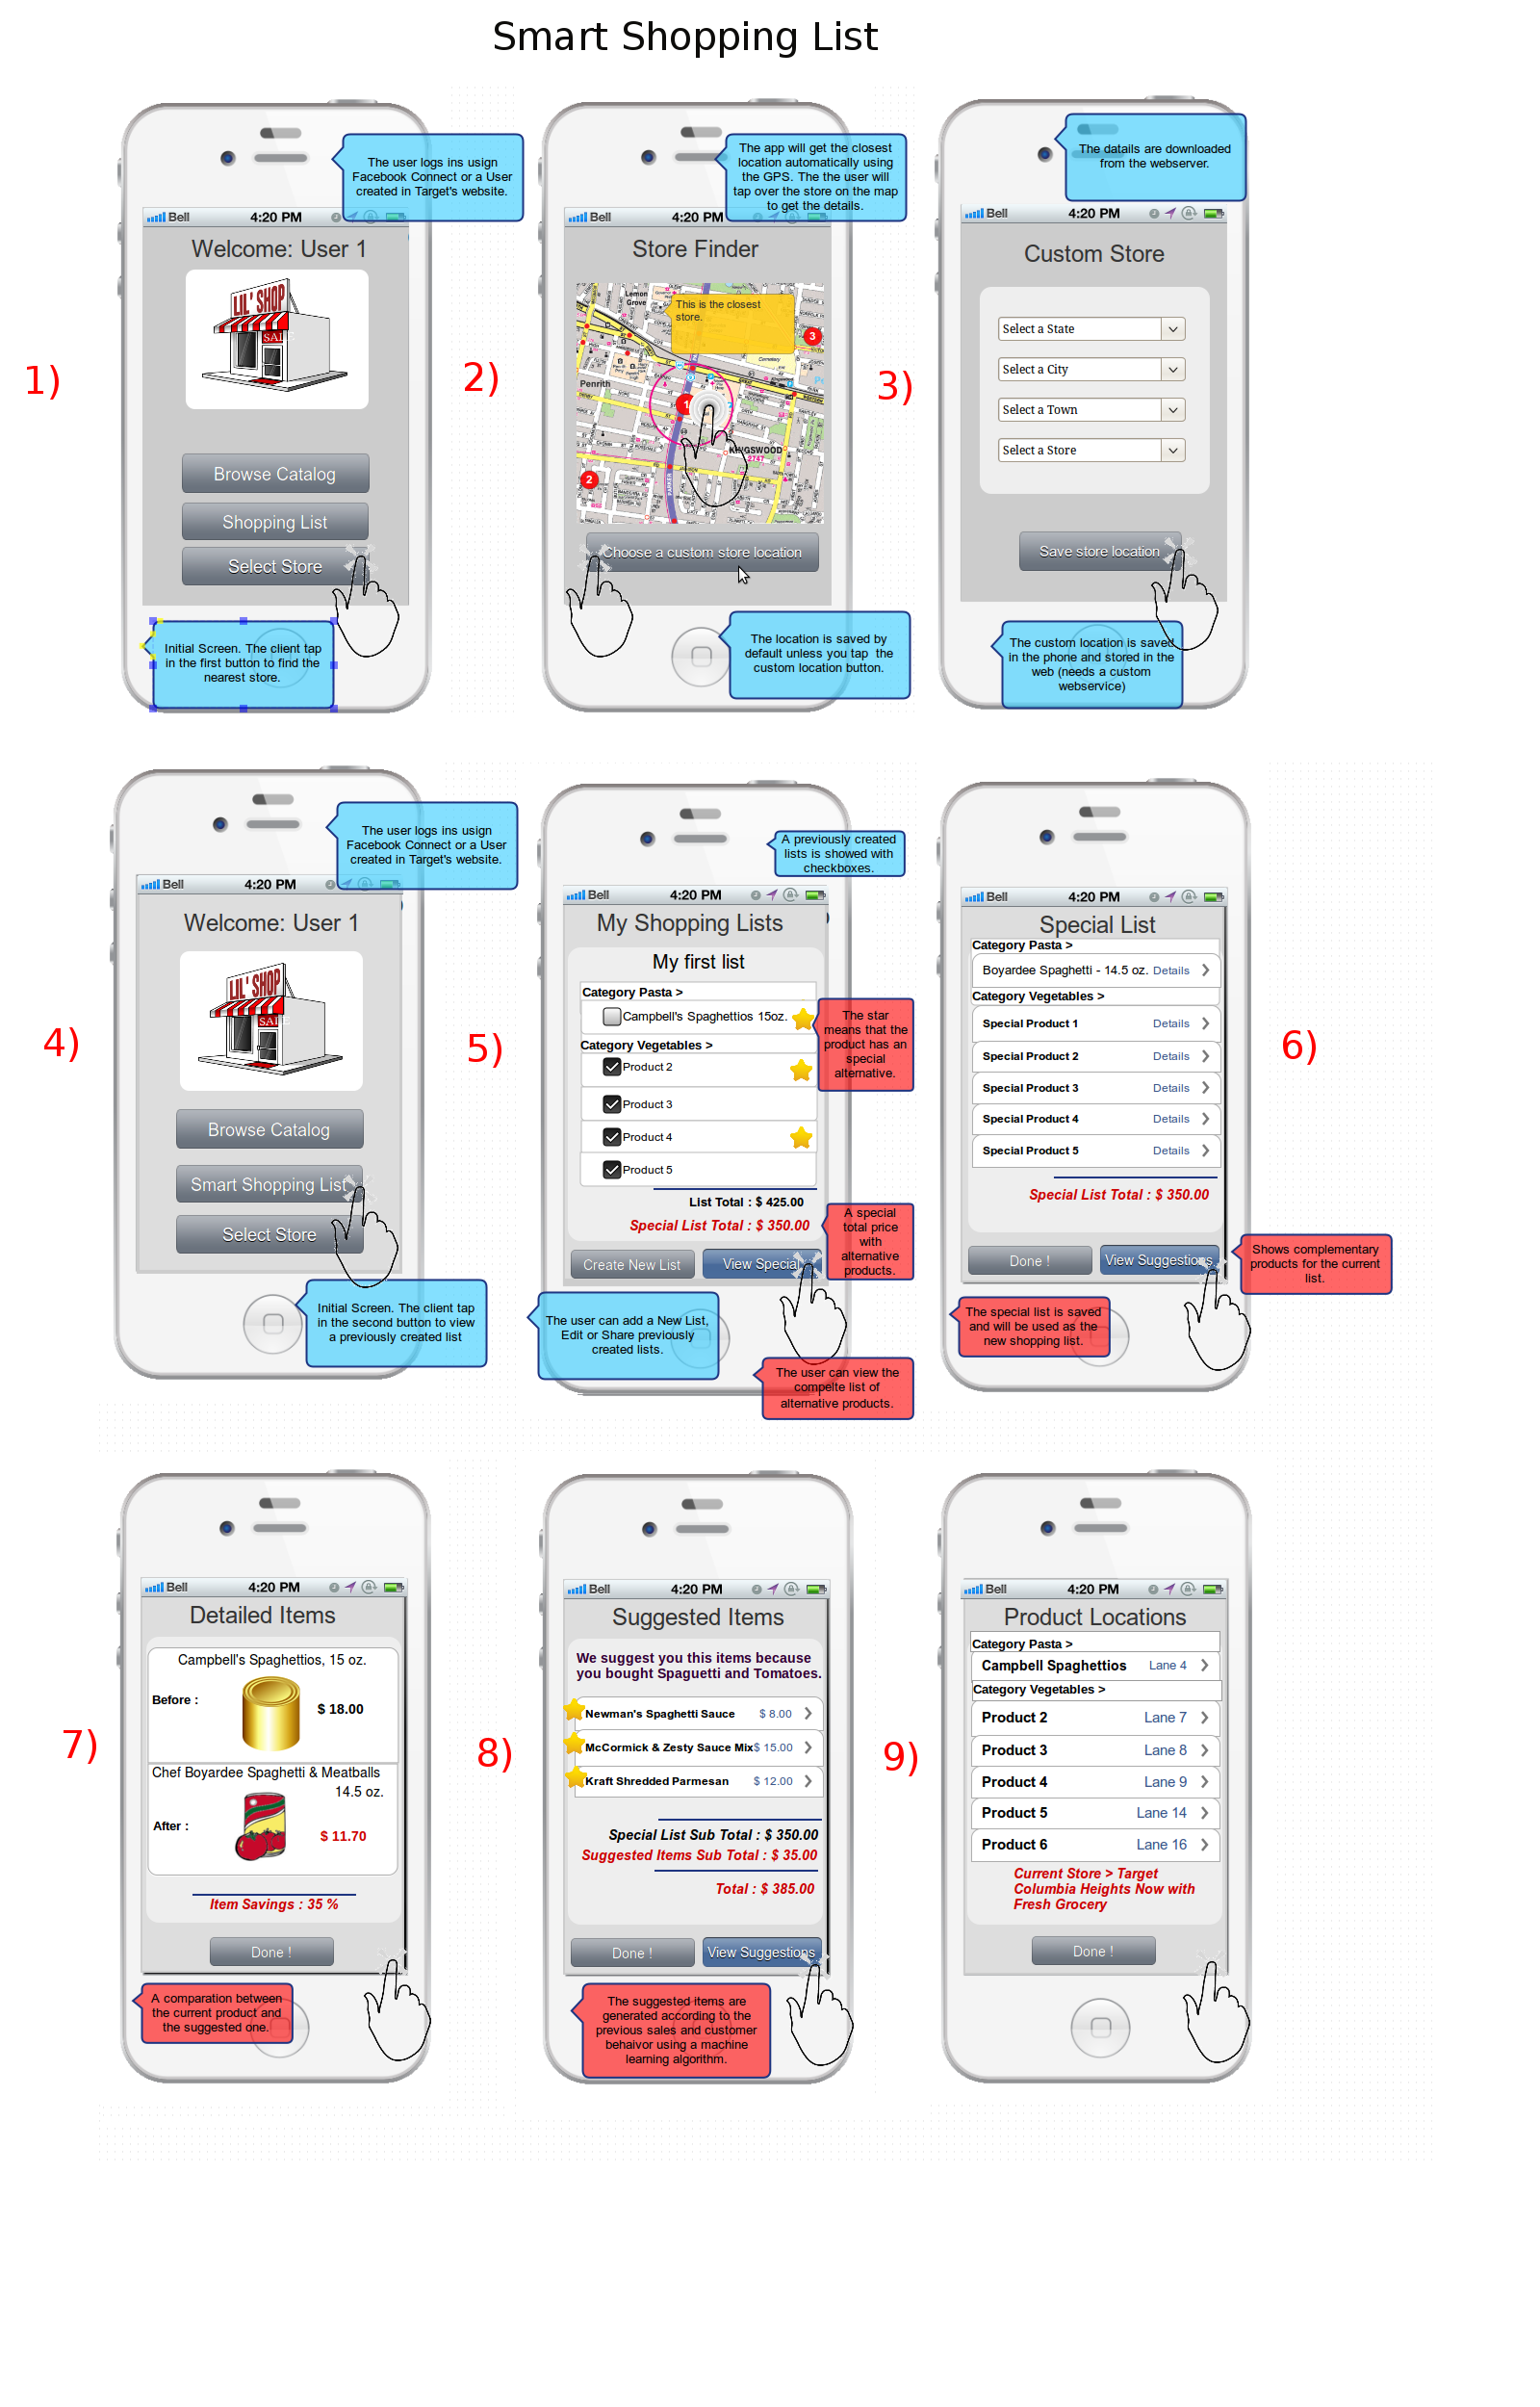 Smart Shopping List
1)
The user logs ins usign
Facebook Connect or a User
created in Target's website.
Bell 4:20 PM
Welcome: User 1
LIL' SHOP
SALE
Browse Catalog
Shopping List
Select Store
Initial Screen. The client tap
in the first button to find the
nearest store.
2)
The app will get the closest
location automatically using
the GPS. The the user will
tap over the store on the map
to get the details.
Bell 4:20 PM
Store Finder
Lemon
Grove
This is the closest
store.
3
Cemetery
Penrith
1
KINGSWOOD
2747
2
Choose a custom store location
The location is saved by
default unless you tap the
custom location button.
3)
The datails are downloaded
from the webserver.
Bell 4:20 PM
Custom Store
Select a State
Select a City
Select a Town
Select a Store
Save store location
The custom location is saved
in the phone and stored in the
web (needs a custom
webservice)
4)
The user logs ins usign
Facebook Connect or a User
created in Target's website.
Bell 4:20 PM
Welcome: User 1
LIL' SHOP
SALE
Browse Catalog
Smart Shopping List
Select Store
Initial Screen. The client tap
in the second button to view
a previously created list
5)
A previously created
lists is showed with
checkboxes.
Bell 4:20 PM
My Shopping Lists
My first list
Category Pasta >
Campbell's Spaghettios 15oz.
The star
means that the
product has an
special
alternative.
Category Vegetables >
Product 2
Product 3
Product 4
Product 5
List Total : $ 425.00
Special List Total : $ 350.00
A special
total price
with
alternative
products.
Create New List
View Special
The user can add a New List,
Edit or Share previously
created lists.
The user can view the
compelte list of
alternative products.
6)
Bell 4:20 PM
Special List
Category Pasta >
Boyardee Spaghetti - 14.5 oz. Details
Category Vegetables >
Special Product 1 Details
Special Product 2 Details
Special Product 3 Details
Special Product 4 Details
Special Product 5 Details
Special List Total : $ 350.00
Done !
View Suggestions
Shows complementary
products for the current
list.
The special list is saved
and will be used as the
new shopping list.
7)
Bell 4:20 PM
Detailed Items
Campbell's Spaghettios, 15 oz.
Before :
$ 18.00
Chef Boyardee Spaghetti & Meatballs
14.5 oz.
After :
$ 11.70
Item Savings : 35 %
Done !
A comparation between
the current product and
the suggested one.
8)
Bell 4:20 PM
Suggested Items
We suggest you this items because
you bought Spaguetti and Tomatoes.
Newman's Spaghetti Sauce $ 8.00
McCormick & Zesty Sauce Mix $ 15.00
Kraft Shredded Parmesan $ 12.00
Special List Sub Total : $ 350.00
Suggested Items Sub Total : $ 35.00
Total : $ 385.00
Done !
View Suggestions
The suggested items are
generated according to the
previous sales and customer
behaivor using a machine
learning algorithm.
9)
Bell 4:20 PM
Product Locations
Category Pasta >
Campbell Spaghettios Lane 4
Category Vegetables >
Product 2 Lane 7
Product 3 Lane 8
Product 4 Lane 9
Product 5 Lane 14
Product 6 Lane 16
Current Store > Target
Columbia Heights Now with
Fresh Grocery
Done !